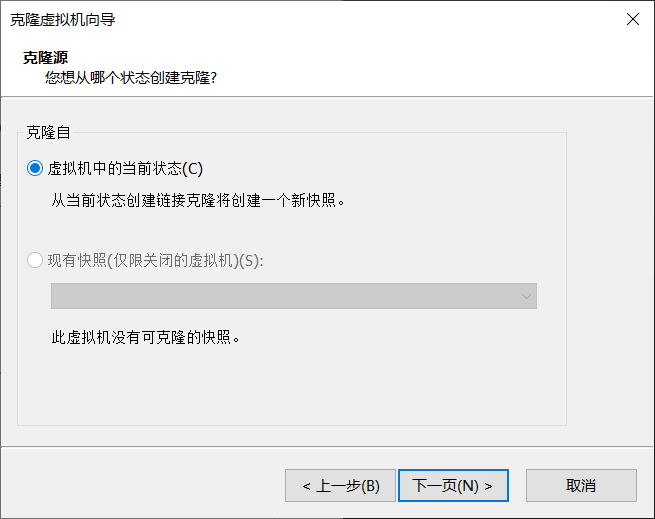 克隆虚拟机向导
克隆源
您想从哪个状态创建克隆?
克隆自
虚拟机中的当前状态(C)
从当前状态创建链接克隆将创建一个新快照。
现有快照(仅限关闭的虚拟机)(S):
此虚拟机没有可克隆的快照。
< 上一步(B) 下一页(N) > 取消